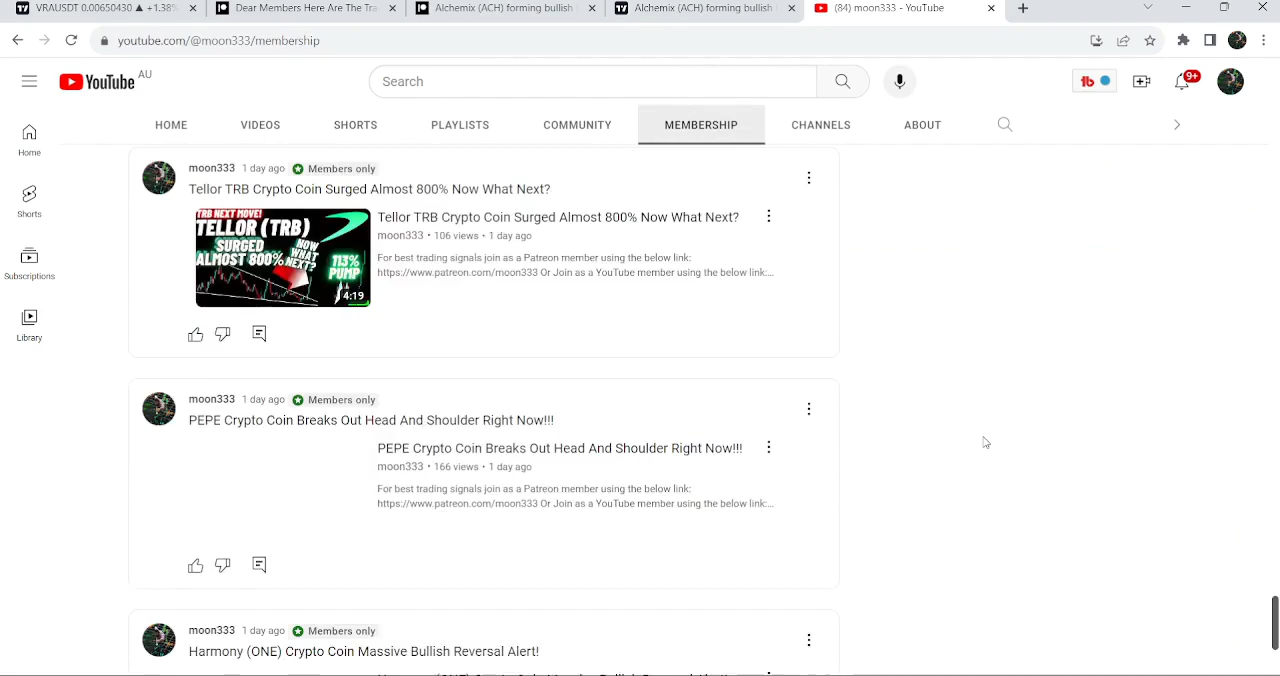 VRAUSDT 0.00650430 ▲ +1.38%
Dear Members Here Are The Tra
Alchemix (ACH) forming bullish
Alchemix (ACH) forming bullish
(84) moon333 - YouTube
youtube.com/@moon333/membership
YouTube AU
Search
9+
HOME VIDEOS SHORTS PLAYLISTS COMMUNITY MEMBERSHIP CHANNELS ABOUT
Home
Shorts
Subscriptions
Library
moon333 1 day ago Members only
Tellor TRB Crypto Coin Surged Almost 800% Now What Next?
TRB NEXT MOVE!
TELLOR (TRB)
SURGED
ALMOST 800%
NOW
WHAT
NEXT?
113%
PUMP
4:19
Tellor TRB Crypto Coin Surged Almost 800% Now What Next?
moon333 • 106 views • 1 day ago
For best trading signals join as a Patreon member using the below link:
https://www.patreon.com/moon333 Or Join as a YouTube member using the below link:...
moon333 1 day ago Members only
PEPE Crypto Coin Breaks Out Head And Shoulder Right Now!!!
PEPE Crypto Coin Breaks Out Head And Shoulder Right Now!!!
moon333 • 166 views • 1 day ago
For best trading signals join as a Patreon member using the below link:
https://www.patreon.com/moon333 Or Join as a YouTube member using the below link:...
moon333 1 day ago Members only
Harmony (ONE) Crypto Coin Massive Bullish Reversal Alert!